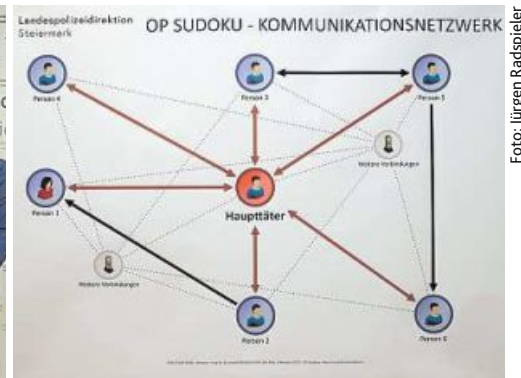 Landespolizeidirektion
Steiermark
OP SUDOKU - KOMMUNIKATIONSNETZWERK
Person 4
Person 3
Person 5
Weitere Verbindungen
Person 1
Haupttäter
Weitere Verbindungen
Person 2
Person 6
Foto: Jürgen Radspieler